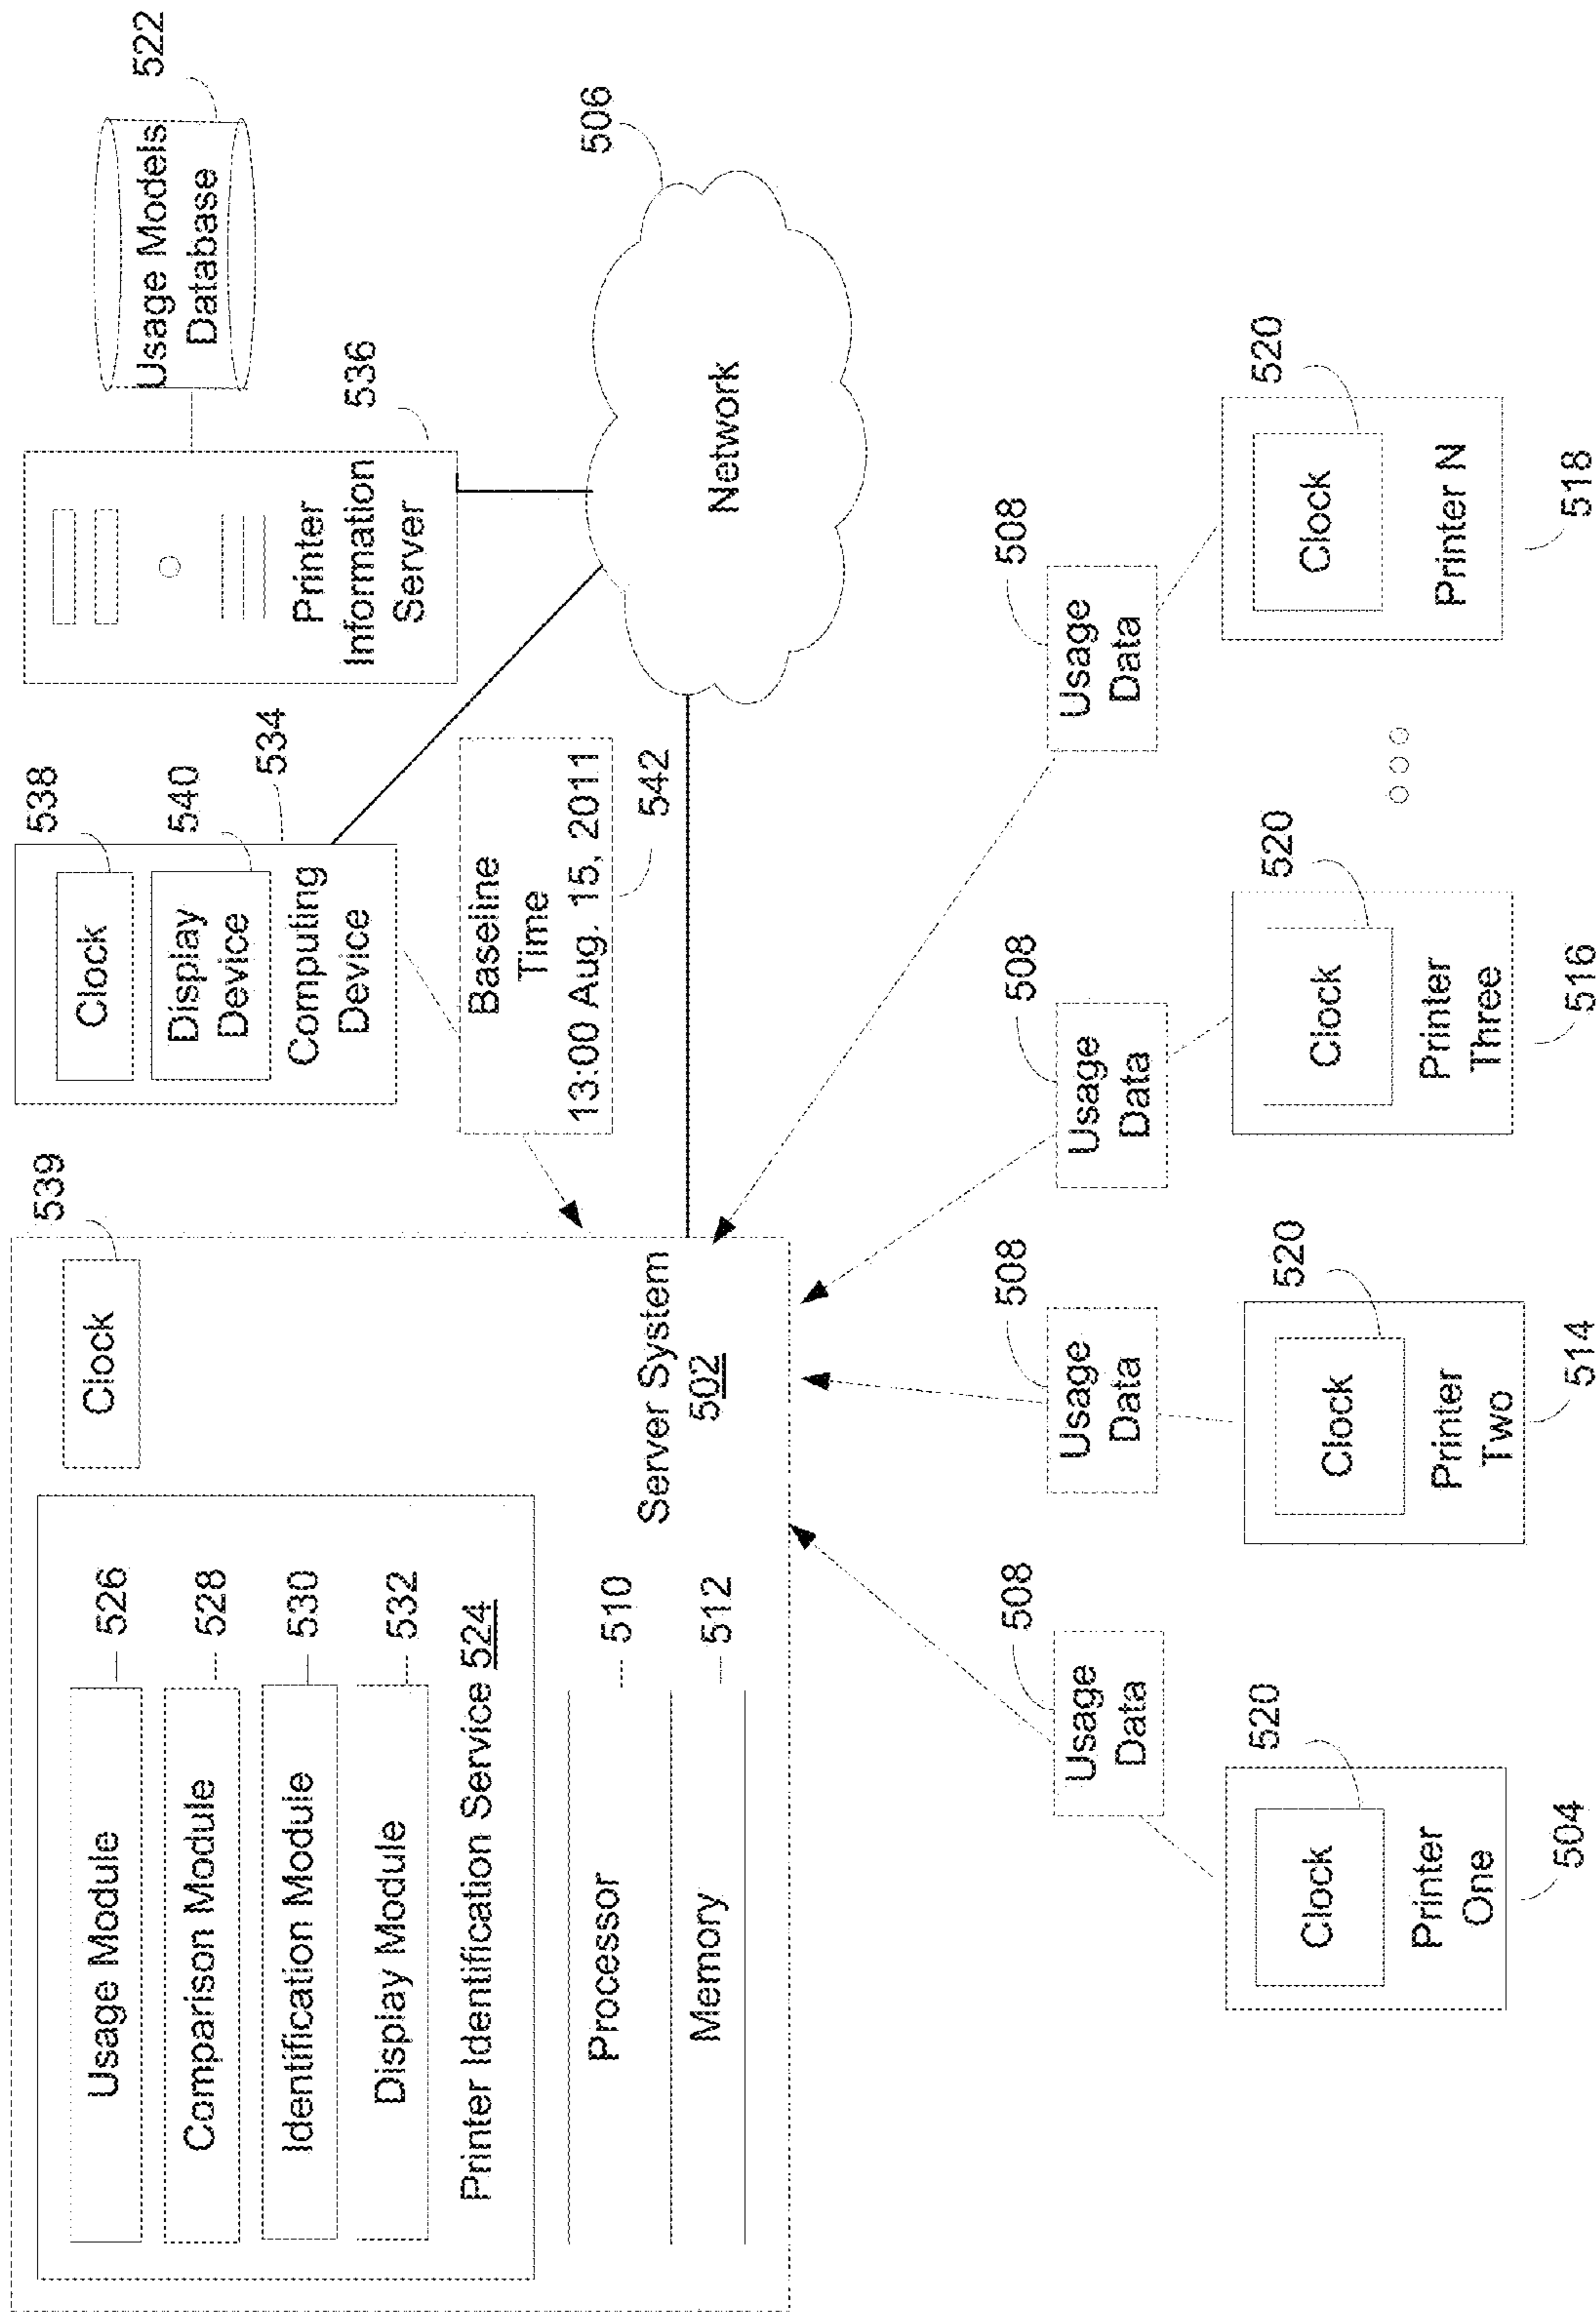 Usage Module
526
Comparison Module
528
Identification Module
530
Display Module
532
Printer Identification Service 524
Processor
510
Memory
512
Clock
539
Server System
502
Clock
538
Display
Device
540
Computing
Device
534
Baseline
Time
13:00 Aug. 15, 2011
542
Printer
Information
Server
536
Usage Models
Database
522
Network
506
Usage
Data
508
Usage
Data
508
Usage
Data
508
Usage
Data
508
Clock
520
Printer
One
504
Clock
520
Printer
Two
514
Clock
520
Printer
Three
516
Clock
520
Printer N
518